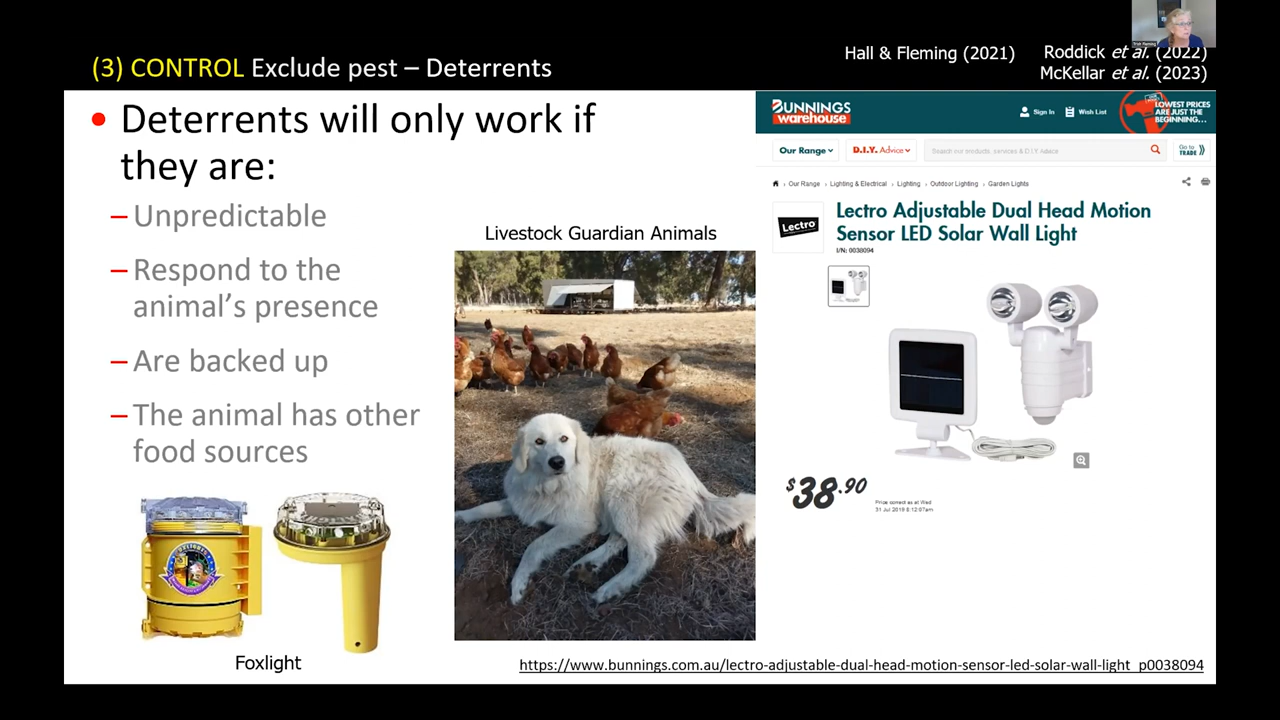 (3) CONTROL Exclude pest – Deterrents
Hall & Fleming (2021)
Roddick et al. (2022)
McKellar et al. (2023)
• Deterrents will only work if
they are:
– Unpredictable
– Respond to the
animal’s presence
– Are backed up
– The animal has other
food sources
Foxlight
Livestock Guardian Animals
BUNNINGS
warehouse
Sign In
Wish List
LOWEST PRICES
ARE JUST THE
BEGINNING...
Our Range
D.I.Y. Advice
Search our products, services & D.I.Y Advice
Go to
TRADE
Our Range › Lighting & Electrical › Lighting › Outdoor Lighting › Garden Lights
Lectro
Lectro Adjustable Dual Head Motion
Sensor LED Solar Wall Light
I/N: 0038094
$38.90
Price correct as at Wed
31 Jul 2019 8:12:07am
https://www.bunnings.com.au/lectro-adjustable-dual-head-motion-sensor-led-solar-wall-light_p0038094